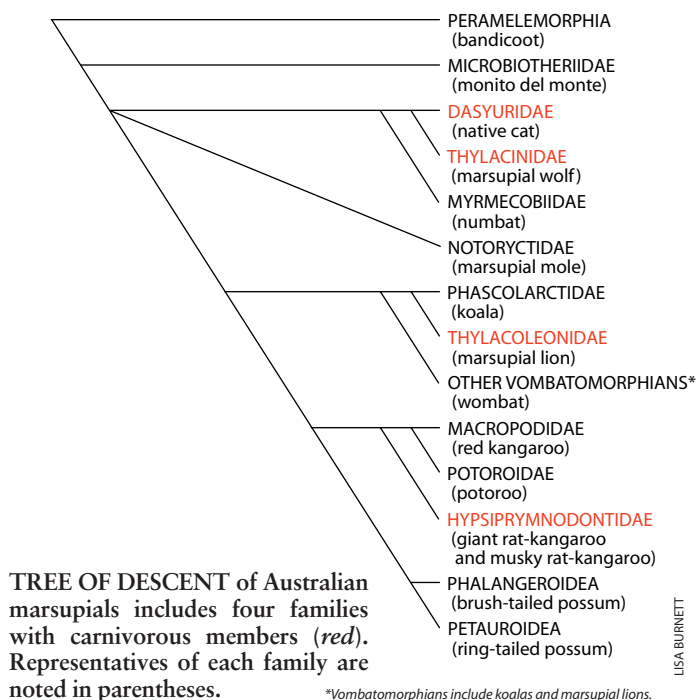 PERAMELEMORPHIA
(bandicoot)
MICROBIOTHERIIDAE
(monito del monte)
DASYURIDAE
(native cat)
THYLACINIDAE
(marsupial wolf)
MYRMECOBIIDAE
(numbat)
NOTORYCTIDAE
(marsupial mole)
PHASCOLARCTIDAE
(koala)
THYLACOLEONIDAE
(marsupial lion)
OTHER VOMBATOMORPHIANS*
(wombat)
MACROPODIDAE
(red kangaroo)
POTOROIDAE
(potoroo)
HYPSIPRYMNODONTIDAE
(giant rat-kangaroo
and musky rat-kangaroo)
PHALANGEROIDEA
(brush-tailed possum)
PETAUROIDEA
(ring-tailed possum)
TREE OF DESCENT of Australian
marsupials includes four families
with carnivorous members (red).
Representatives of each family are
noted in parentheses.
*Vombatomorphians include koalas and marsupial lions.
LISA BURNETT